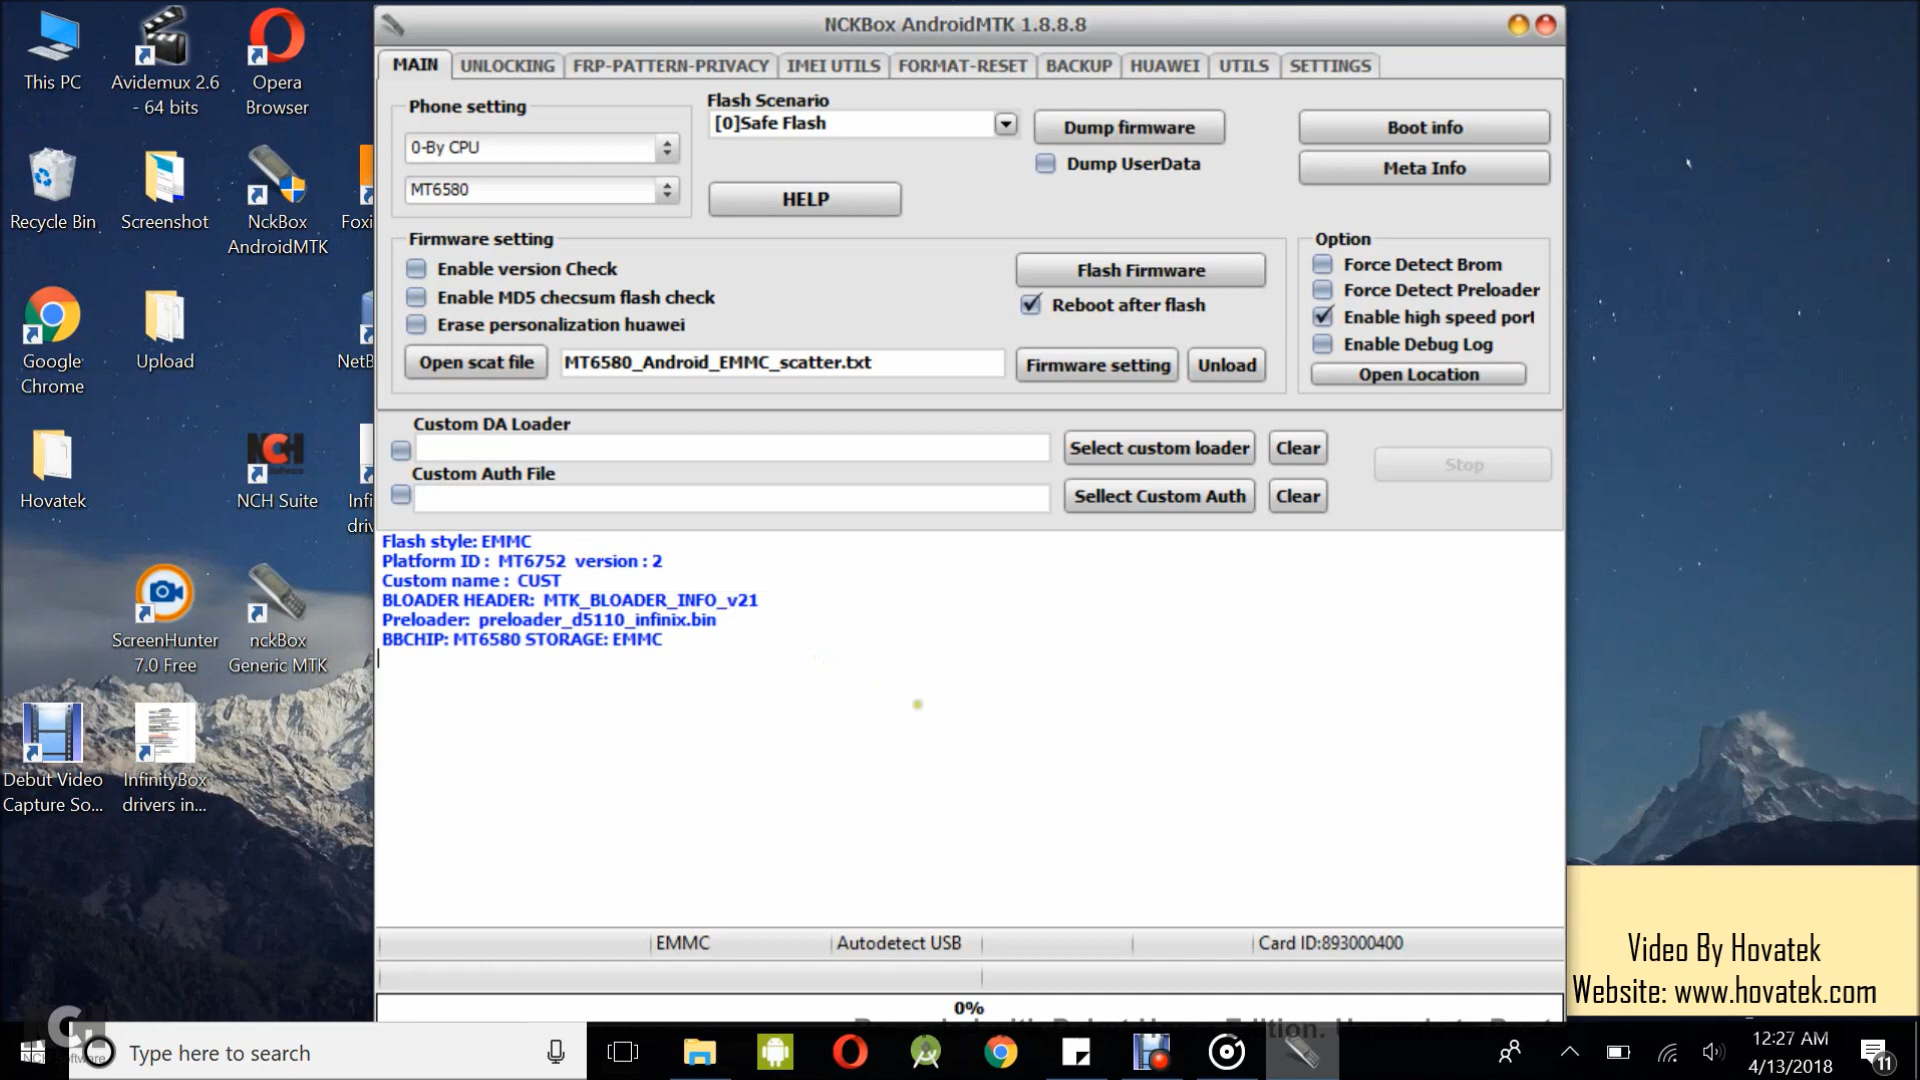 This PC
Avidemux 2.6
- 64 bits
Opera
Browser
Recycle Bin
Screenshot
NckBox
AndroidMTK
Foxi
Google
Chrome
Upload
NetB
Hovatek
NCH
Software
NCH Suite
Infi
driv
ScreenHunter
7.0 Free
nckBox
Generic MTK
Debut Video
Capture So...
InfinityBox
drivers in...
NCKBox AndroidMTK 1.8.8.8
MAIN UNLOCKING FRP-PATTERN-PRIVACY IMEI UTILS FORMAT-RESET BACKUP HUAWEI UTILS SETTINGS
Phone setting
0-By CPU
MT6580
Flash Scenario
[0]Safe Flash
HELP
Dump firmware
Dump UserData
Boot info
Meta Info
Firmware setting
Enable version Check
Enable MD5 checsum flash check
Erase personalization huawei
Flash Firmware
Reboot after flash
Open scat file
MT6580_Android_EMMC_scatter.txt
Firmware setting
Unload
Option
Force Detect Brom
Force Detect Preloader
Enable high speed port
Enable Debug Log
Open Location
Custom DA Loader
Select custom loader
Clear
Custom Auth File
Sellect Custom Auth
Clear
Stop
Flash style: EMMC
Platform ID : MT6752 version : 2
Custom name : CUST
BLOADER HEADER: MTK_BLOADER_INFO_v21
Preloader: preloader_d5110_infinix.bin
BBCHIP: MT6580 STORAGE: EMMC
EMMC
Autodetect USB
Card ID:893000400
0%
Video By Hovatek
Website: www.hovatek.com
Type here to search
12:27 AM
4/13/2018
11